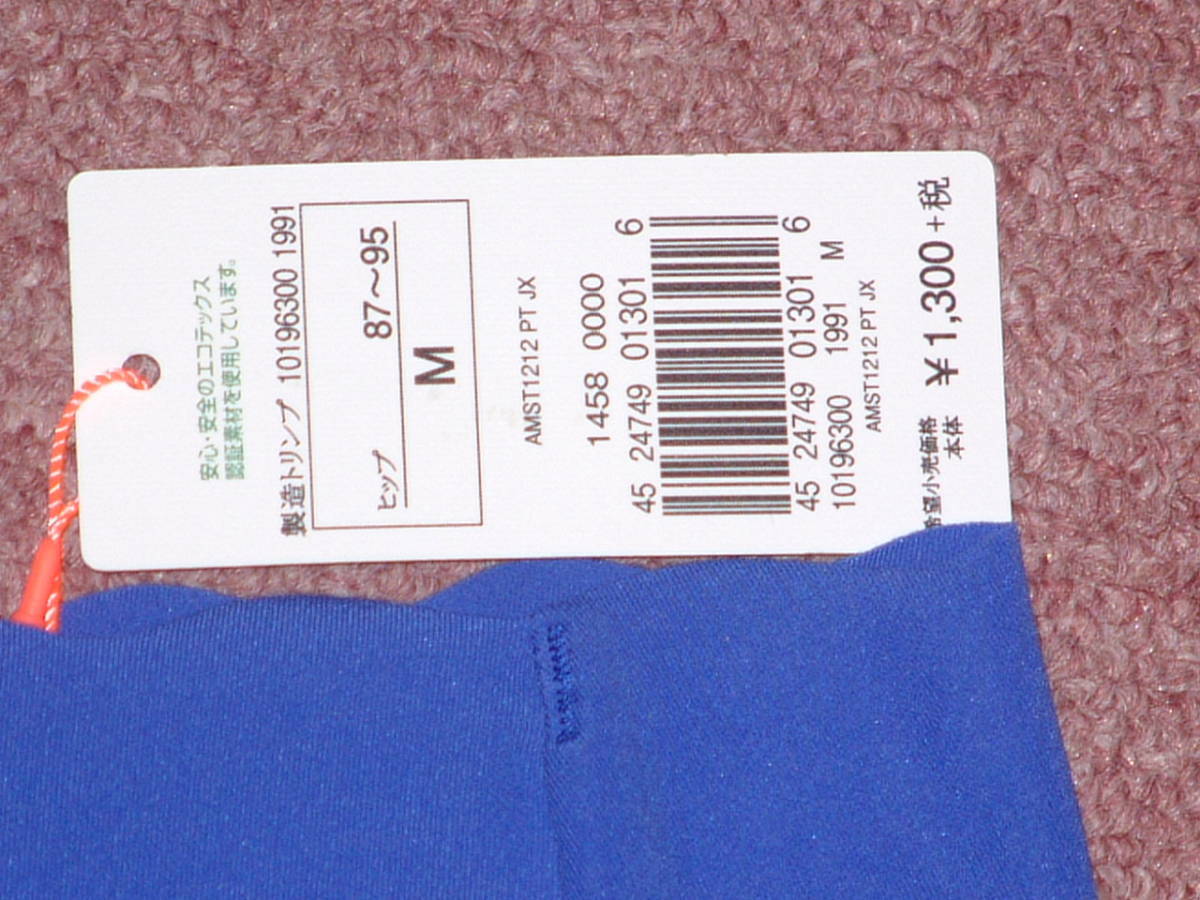 安心・安全のエコテックス
認証素材を使用しています。
製造トリンプ 10196300 1991
ヒップ 87〜95
M
AMST1212 PT JX
1458 0000
45 24749 01301 6
45 24749 01301 6
10196300 1991 M
AMST1212 PT JX
希望小売価格
本体 ¥1,300+税